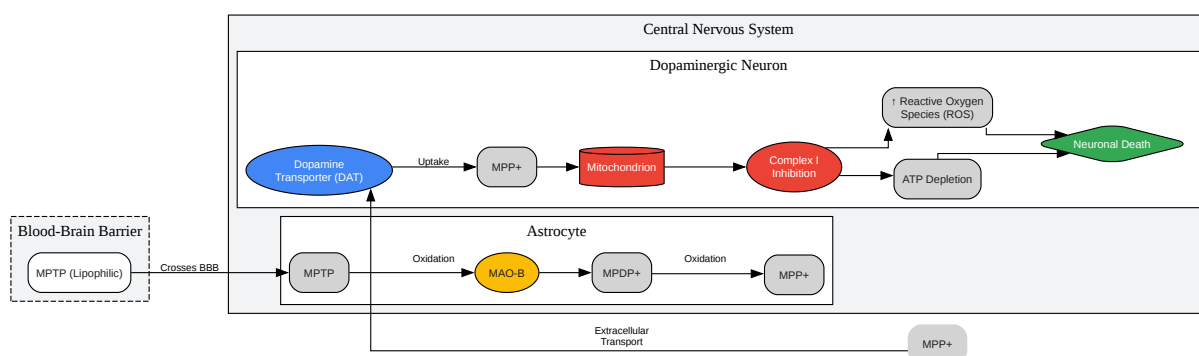 Central Nervous System
Dopaminergic Neuron
↑ Reactive Oxygen
Species (ROS)
Dopamine
Transporter (DAT)
Uptake
MPP+
Mitochondrion
Complex I
Inhibition
ATP Depletion
Neuronal Death
Blood-Brain Barrier
MPTP (Lipophilic)
Crosses BBB
Astrocyte
MPTP
Oxidation
MAO-B
MPDP+
Oxidation
MPP+
Extracellular
Transport
MPP+